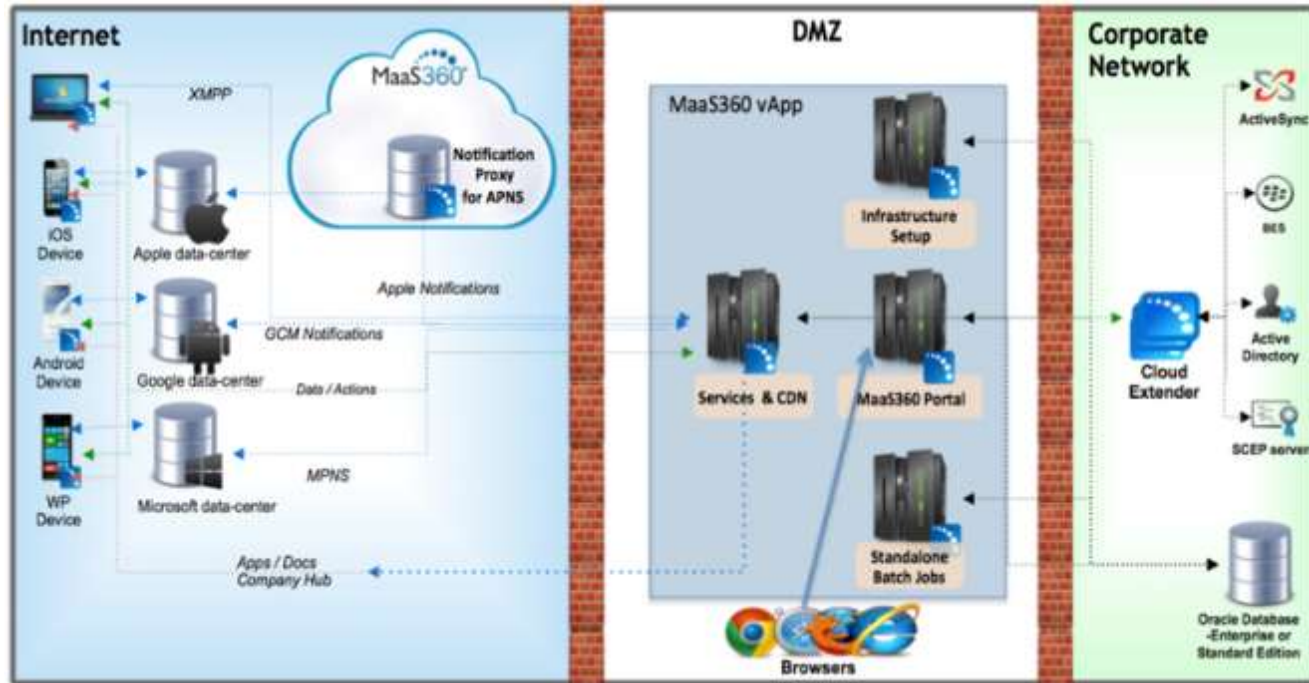 Internet
DMZ
Corporate
Network
XMPP
MaaS360
Notification
Proxy
for APNS
iOS
Device
Apple data-center
Apple Notifications
GCM Notifications
Android
Device
Google data-center
Data / Actions
MPNS
WP
Device
Microsoft data-center
Apps / Docs
Company Hub
MaaS360 vApp
Infrastructure
Setup
Services & CDN
MaaS360 Portal
Standalone
Batch Jobs
Browsers
ActiveSync
BES
Cloud
Extender
Active
Directory
SCEP server
Oracle Database
-Enterprise or
Standard Edition